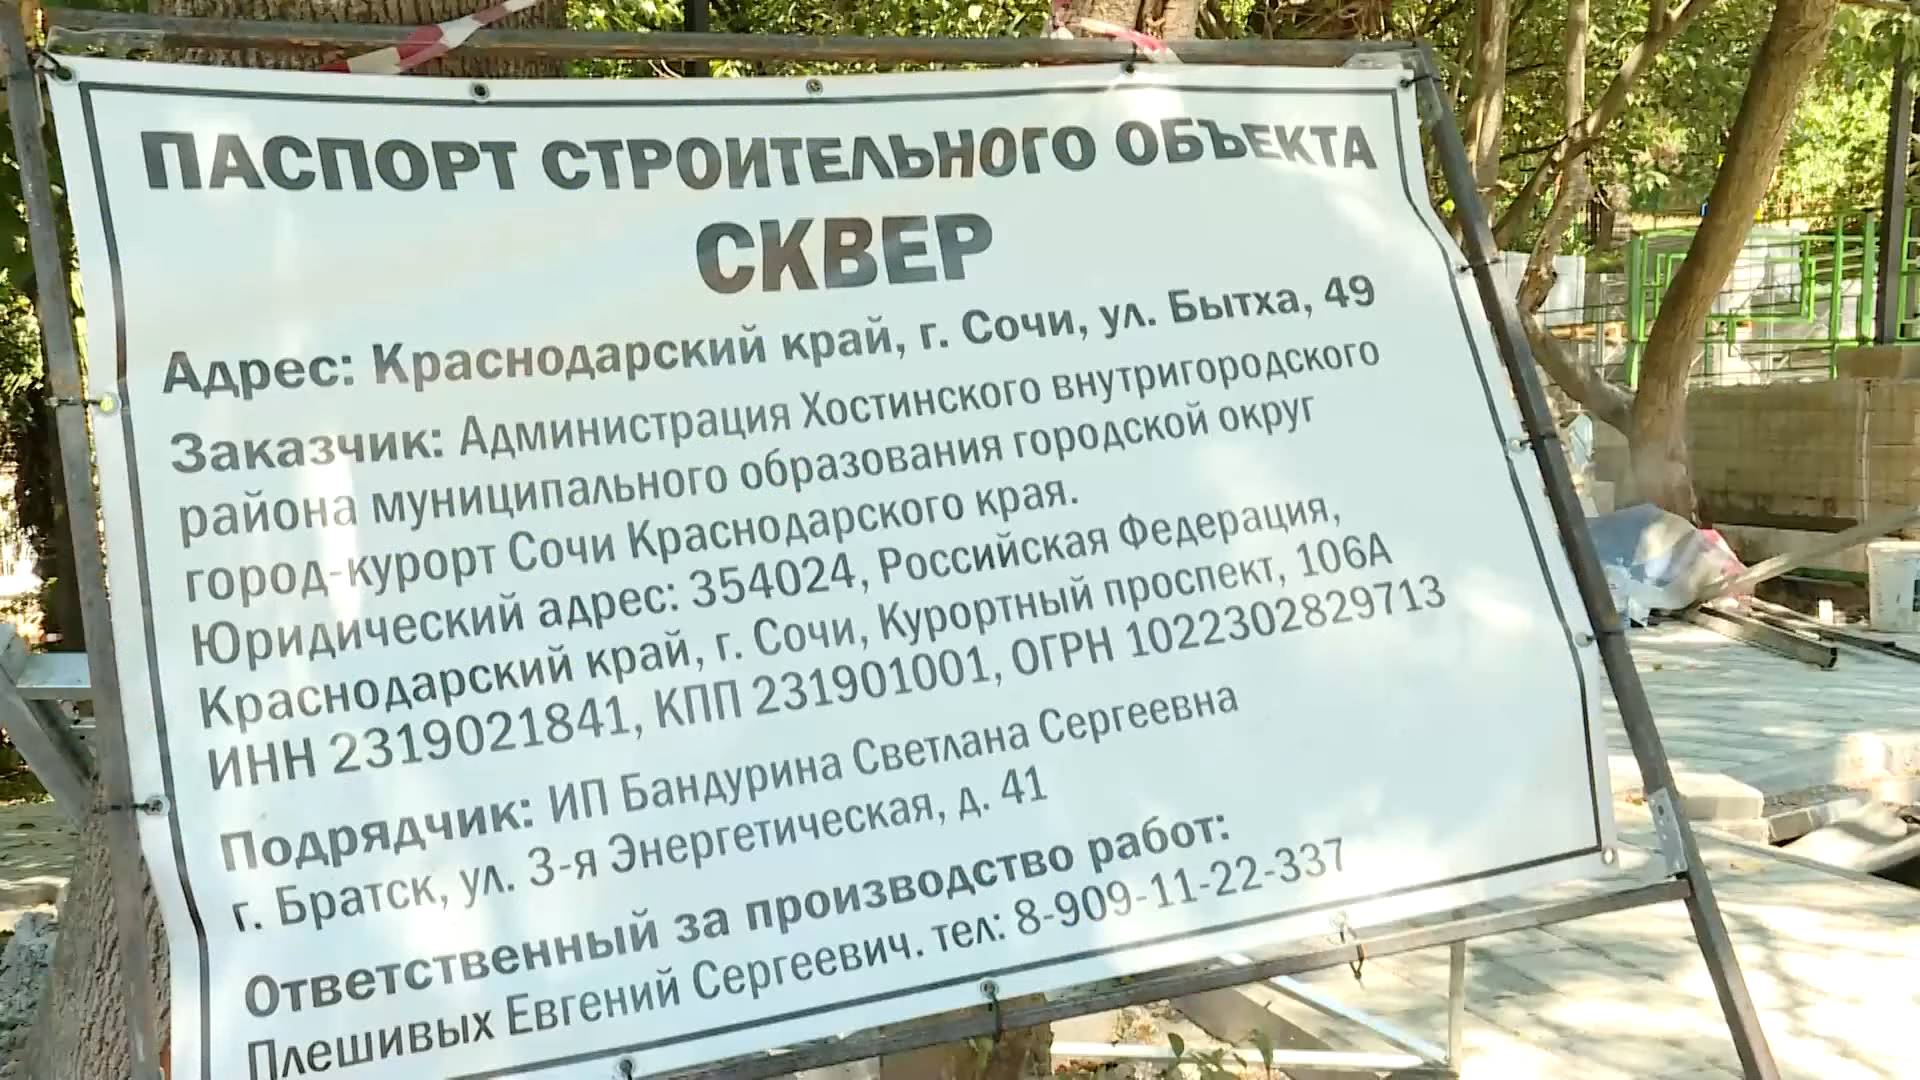 ПАСПОРТ СТРОИТЕЛЬНОГО ОБЪЕКТА
СКВЕР
Адрес: Краснодарский край, г. Сочи, ул. Бытха, 49
Заказчик: Администрация Хостинского внутригородского
района муниципального образования городской округ
город-курорт Сочи Краснодарского края.
Юридический адрес: 354024, Российская Федерация,
Краснодарский край, г. Сочи, Курортный проспект, 106А
ИНН 2319021841, КПП 231901001, ОГРН 1022302829713
Подрядчик: ИП Бандурина Светлана Сергеевна
г. Братск, ул. 3-я Энергетическая, д. 41
Ответственный за производство работ:
Плешивых Евгений Сергеевич. тел: 8-909-11-22-337